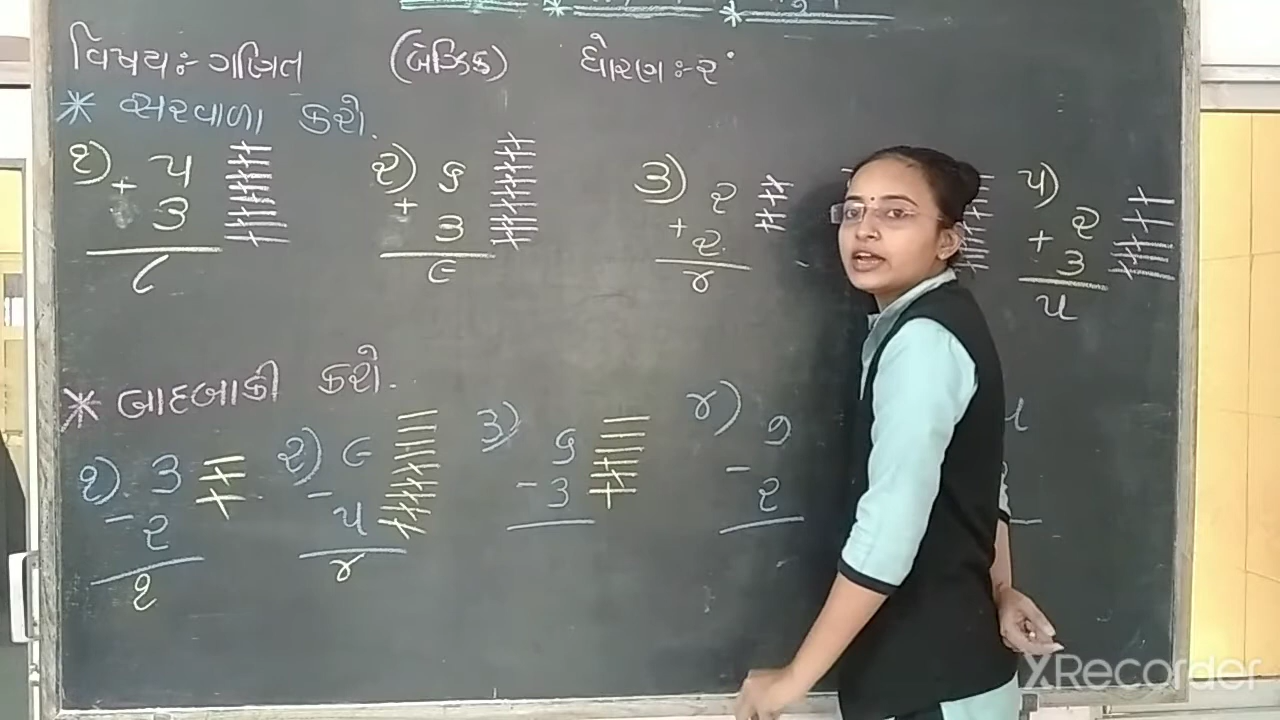 વિષય:- ગણિત (બેઝિક) ધોરણ:- ૨
* સરવાળા કરો.
૧) ૫ + ૩ ૮
૨) ૬ + ૩ ૯
૩) ૨ + ૨ ૪
૫) ૨ + ૩ ૫
* બાદબાકી કરો.
૧) ૩ - ૨ ૧
૨) ૯ - ૫ ૪
૩) ૬ - ૩
૪) ૭ - ૨
XRecorder